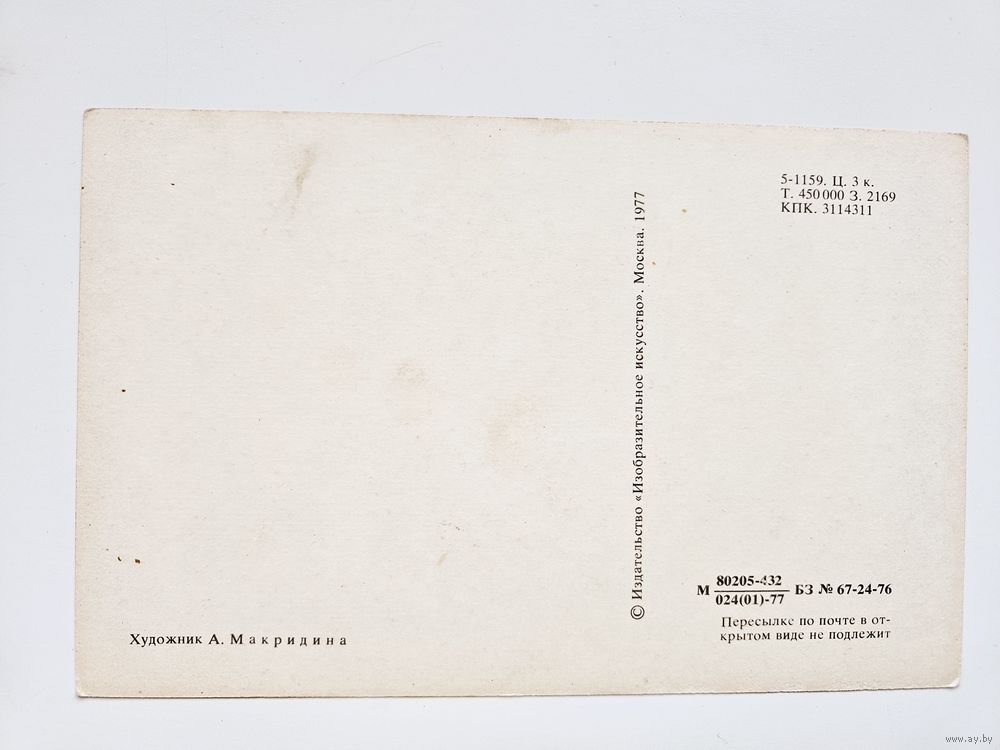 5-1159. Ц. 3 к.
Т. 450 000 З. 2169
КПК. 3114311
© Издательство «Изобразительное искусство». Москва. 1977
М 80205-432 БЗ № 67-24-76
024(01)-77
Пересылке по почте в от-
крытом виде не подлежит
Художник А. Макридина
www.ay.by